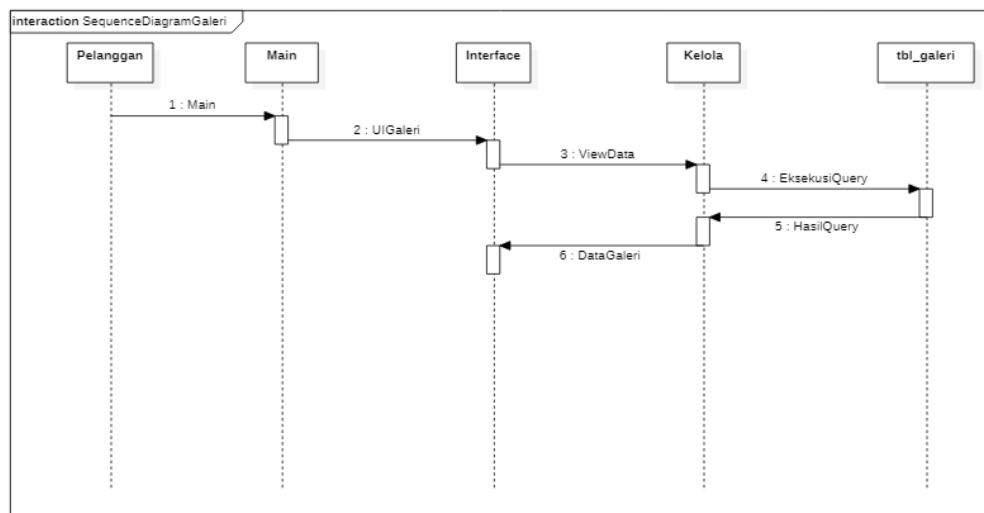 interaction SequenceDiagramGaleri
Pelanggan
Main
Interface
Kelola
tbl_galeri
1 : Main
2 : UIGaleri
3 : ViewData
4 : EksekusiQuery
5 : HasilQuery
6 : DataGaleri